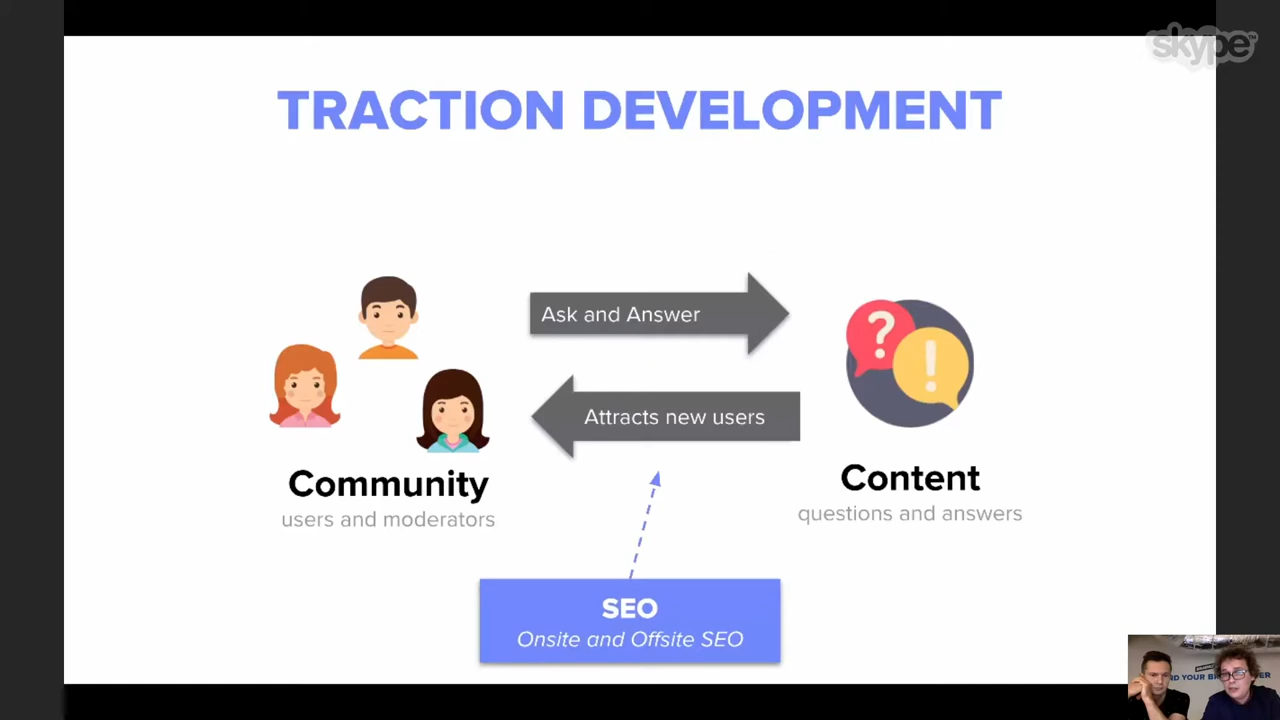 skype
TRACTION DEVELOPMENT
Ask and Answer
Attracts new users
Community
users and moderators
Content
questions and answers
SEO
Onsite and Offsite SEO